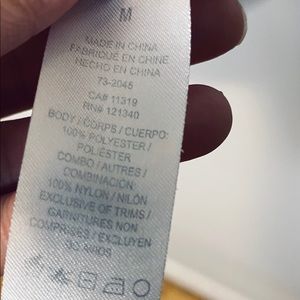 M
MADE IN CHINA
FABRIQUÉ EN CHINE
HECHO EN CHINA
73-2045
CA# 11319
RN# 121340
BODY / CORPS / CUERPO:
100% POLYESTER /
POLIÉSTER
COMBO / AUTRES /
COMBINACIÓN:
100% NYLON / NILÓN
EXCLUSIVE OF TRIMS /
GARNITURES NON
COMPRISES / EXCLUYEN